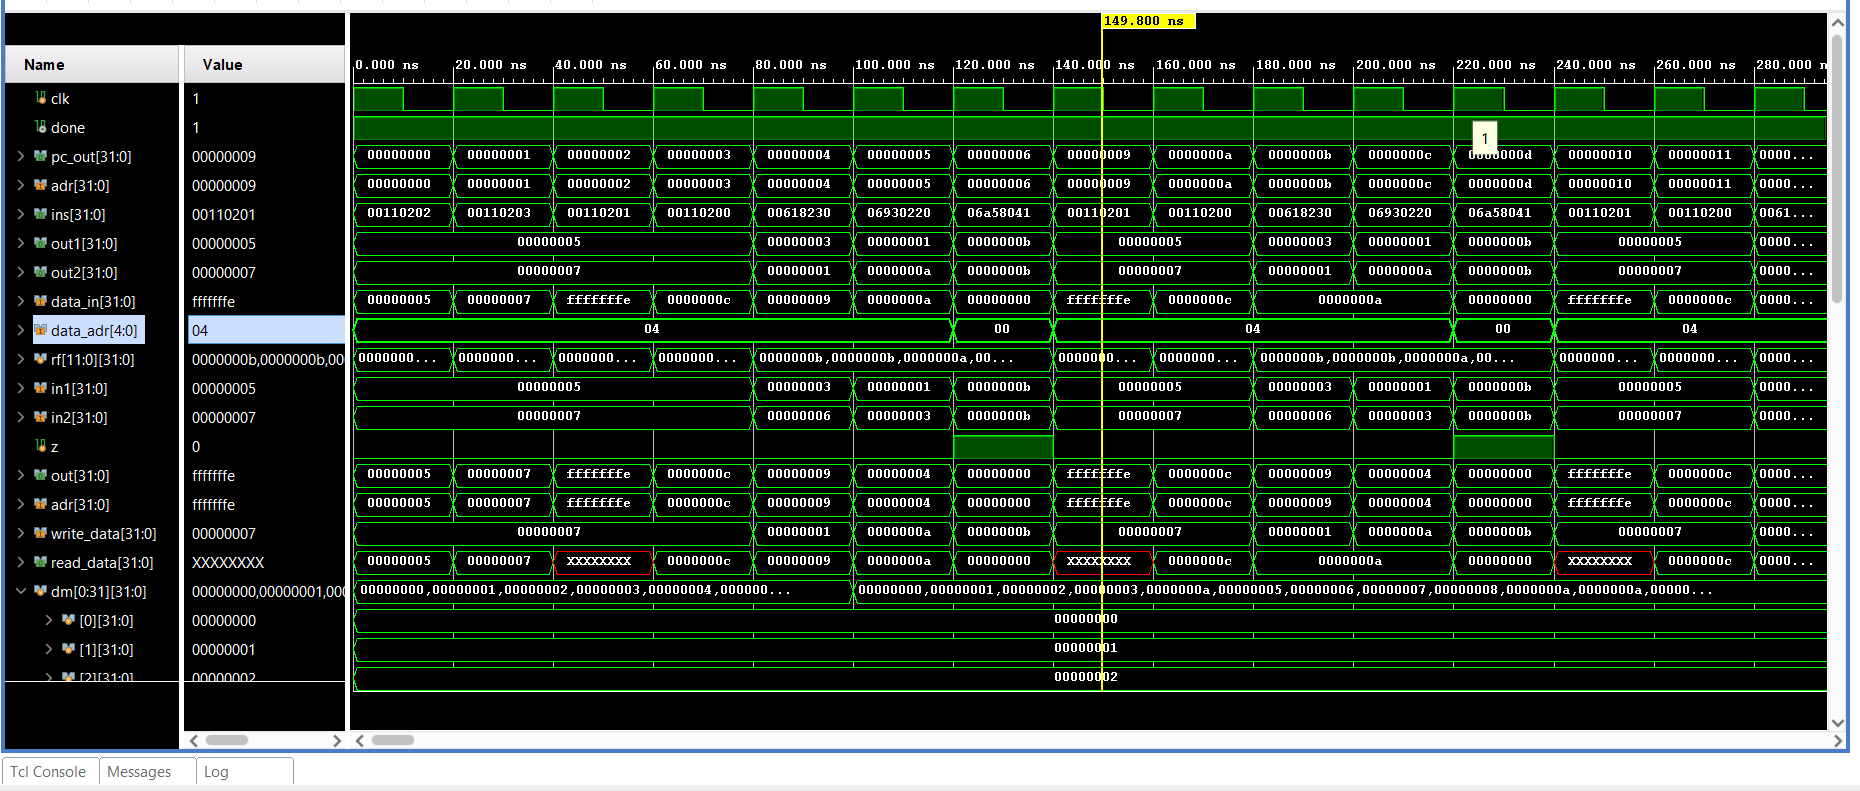 149.800 ns
Name Value 0.000 ns 20.000 ns 40.000 ns 60.000 ns 80.000 ns 100.000 ns 120.000 ns 140.000 ns 160.000 ns 180.000 ns 200.000 ns 220.000 ns 240.000 ns 260.000 ns 280.000 n
clk 1
done 1
1
pc_out[31:0] 00000009 00000000 00000001 00000002 00000003 00000004 00000005 00000006 00000009 0000000a 0000000b 0000000c 0000000d 00000010 00000011 0000...
adr[31:0] 00000009 00000000 00000001 00000002 00000003 00000004 00000005 00000006 00000009 0000000a 0000000b 0000000c 0000000d 00000010 00000011 0000...
ins[31:0] 00110201 00110202 00110203 00110201 00110200 00618230 06930220 06a58041 00110201 00110200 00618230 06930220 06a58041 00110201 00110200 0061...
out1[31:0] 00000005 00000005 00000003 00000001 0000000b 00000005 00000003 00000001 0000000b 00000005 0000...
out2[31:0] 00000007 00000007 00000001 0000000a 0000000b 00000007 00000001 0000000a 0000000b 00000007 0000...
data_in[31:0] fffffffe 00000005 00000007 fffffffe 0000000c 00000009 0000000a 00000000 fffffffe 0000000c 0000000a 00000000 fffffffe 0000000c 0000...
data_adr[4:0] 04 04 00 04 00 04
rf[11:0][31:0] 0000000b,0000000b,00 0000000... 0000000... 0000000... 0000000... 0000000b,0000000b,0000000a,00... 0000000... 0000000... 0000000b,0000000b,0000000a,00... 0000000... 0000000... 0000...
in1[31:0] 00000005 00000005 00000003 00000001 0000000b 00000005 00000003 00000001 0000000b 00000005 0000...
in2[31:0] 00000007 00000007 00000006 00000003 0000000b 00000007 00000006 00000003 0000000b 00000007 0000...
z 0
out[31:0] fffffffe 00000005 00000007 fffffffe 0000000c 00000009 00000004 00000000 fffffffe 0000000c 00000009 00000004 00000000 fffffffe 0000000c 0000...
adr[31:0] fffffffe 00000005 00000007 fffffffe 0000000c 00000009 00000004 00000000 fffffffe 0000000c 00000009 00000004 00000000 fffffffe 0000000c 0000...
write_data[31:0] 00000007 00000007 00000001 0000000a 0000000b 00000007 00000001 0000000a 0000000b 00000007 0000...
read_data[31:0] XXXXXXXX 00000005 00000007 XXXXXXXX 0000000c 00000009 0000000a 00000000 XXXXXXXX 0000000c 0000000a 00000000 XXXXXXXX 0000000c 0000...
dm[0:31][31:0] 00000000,00000001,000 00000000,00000001,00000002,00000003,00000004,000000... 00000000,00000001,00000002,00000003,0000000a,00000005,00000006,00000007,00000008,0000000a,0000000a,00000...
[0][31:0] 00000000 00000000
[1][31:0] 00000001 00000001
[2][31:0] 00000002 00000002
Tcl Console Messages Log